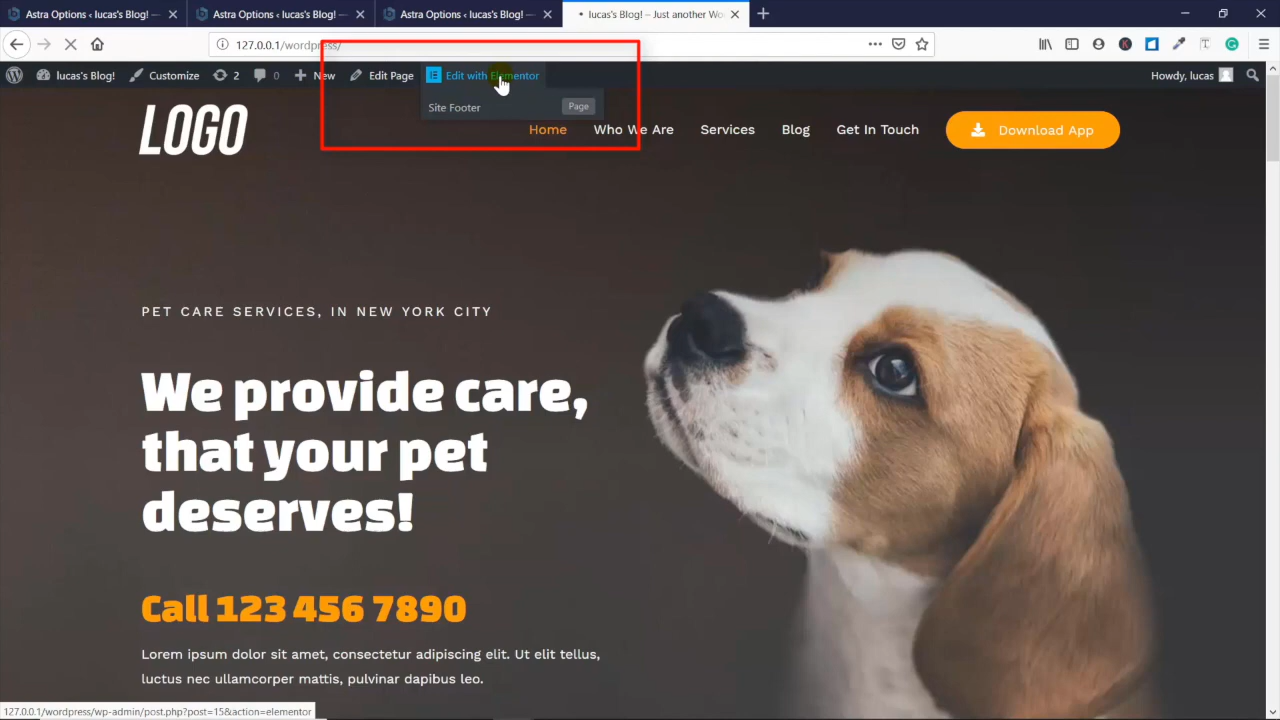 Astra Options ‹ lucas's Blog! —
Astra Options ‹ lucas's Blog! —
Astra Options ‹ lucas's Blog! —
lucas's Blog! – Just another Wo
127.0.0.1/wordpress/
lucas's Blog!
Customize
2
0
New
Edit Page
Edit with Elementor
Howdy, lucas
Site Footer
Page
LOGO
Home
Who We Are
Services
Blog
Get In Touch
Download App
PET CARE SERVICES, IN NEW YORK CITY
We provide care,
that your pet
deserves!
Call 123 456 7890
Lorem ipsum dolor sit amet, consectetur adipiscing elit. Ut elit tellus,
luctus nec ullamcorper mattis, pulvinar dapibus leo.
127.0.0.1/wordpress/wp-admin/post.php?post=15&action=elementor